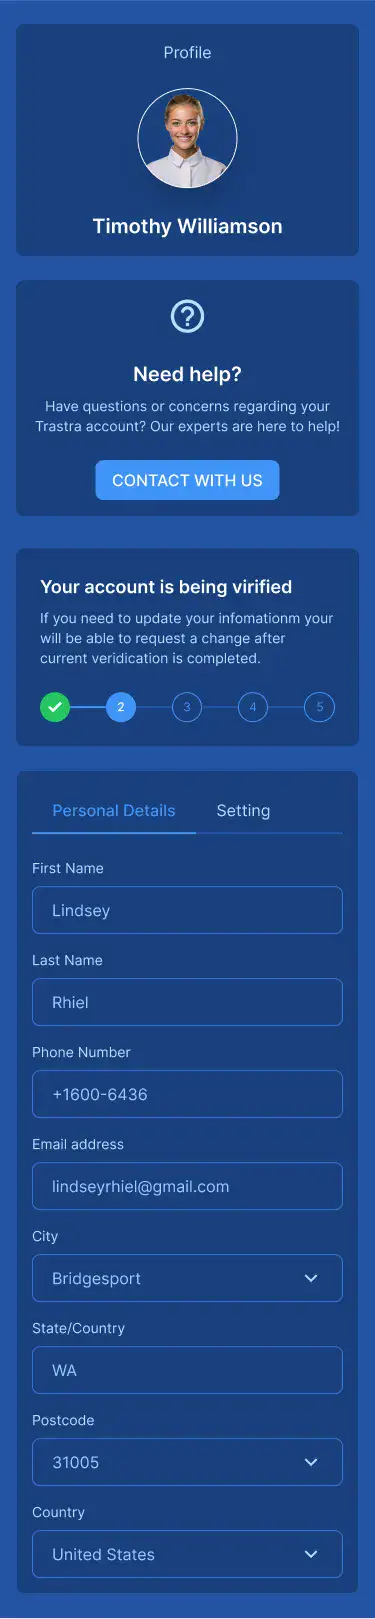 Profile
Timothy Williamson
Need help?
Have questions or concerns regarding your
Trastra account? Our experts are here to help!
CONTACT WITH US
Your account is being virified
If you need to update your infomationm your
will be able to request a change after
current veridication is completed.
2 3 4 5
Personal Details Setting
First Name
Lindsey
Last Name
Rhiel
Phone Number
+1600-6436
Email address
lindseyrhiel@gmail.com
City
Bridgesport
State/Country
WA
Postcode
31005
Country
United States